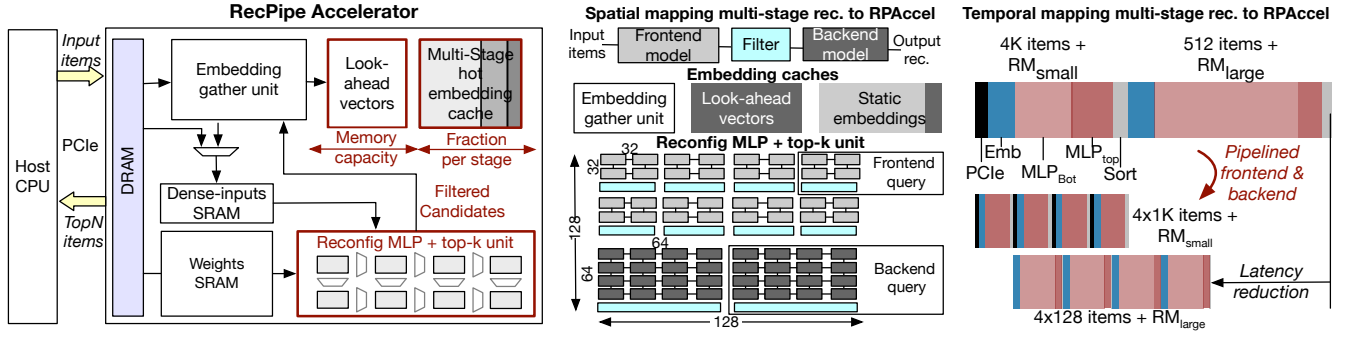 RecPipe Accelerator
Input
items
PCIe
TopN
items
Host
CPU
DRAM
Embedding
gather unit
Look-
ahead
vectors
Multi-Stage
hot
embedding
cache
Memory
capacity
Fraction
per stage
Dense-inputs
SRAM
Filtered
Candidates
Weights
SRAM
Reconfig MLP + top-k unit
Spatial mapping multi-stage rec. to RPAccel
Input
items
Frontend
model
Filter
Backend
model
Output
rec.
Embedding caches
Embedding
gather unit
Look-ahead
vectors
Static
embeddings
Reconfig MLP + top-k unit
32
32
Frontend
query
128
64
64
Backend
query
128
Temporal mapping multi-stage rec. to RPAccel
4K items +
RMsmall
512 items +
RMlarge
PCIe
Emb
MLPBot
MLPtop
Sort
Pipelined
frontend &
backend
4x1K items +
RMsmall
Latency
reduction
4x128 items + RMlarge